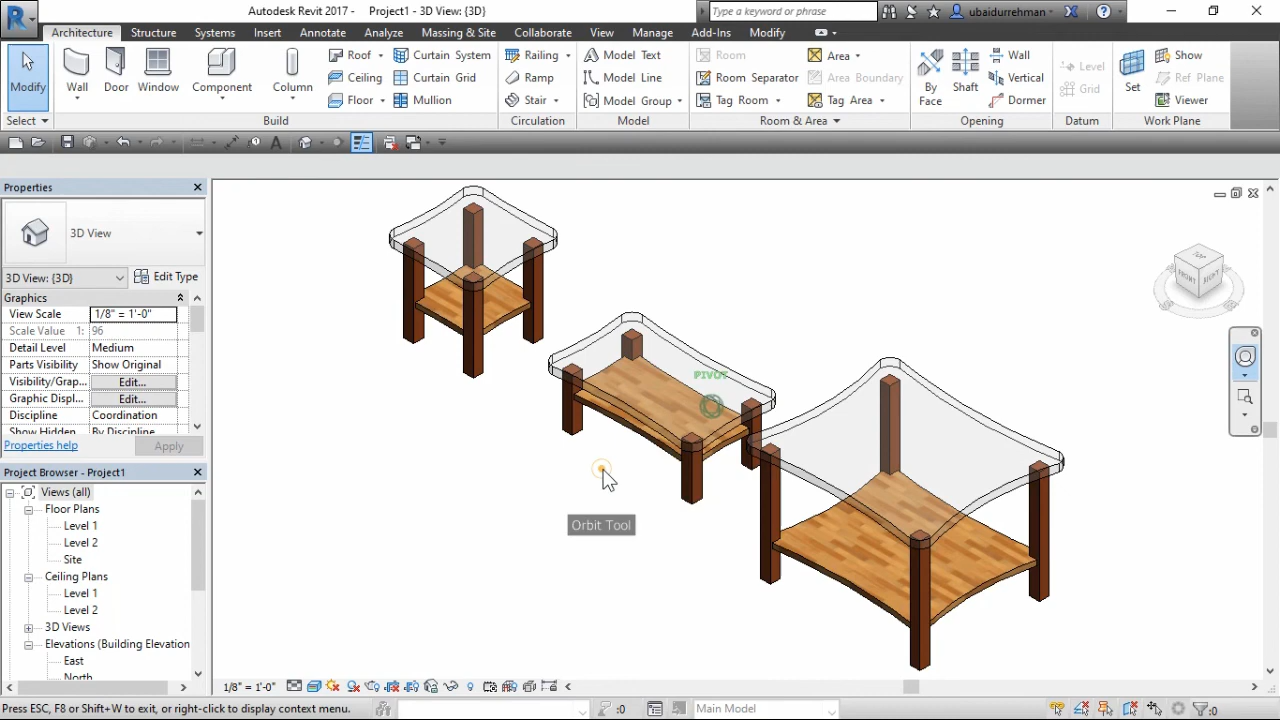 Autodesk Revit 2017 - Project1 - 3D View: {3D}
Type a keyword or phrase
ubaidurrehman
Architecture Structure Systems Insert Annotate Analyze Massing & Site Collaborate View Manage Add-Ins Modify
Modify
Wall
Door
Window
Component
Column
Roof
Ceiling
Floor
Curtain System
Curtain Grid
Mullion
Railing
Ramp
Stair
Model Text
Model Line
Model Group
Room
Room Separator
Tag Room
Area
Area Boundary
Tag Area
By
Face
Shaft
Wall
Vertical
Dormer
Level
Grid
Set
Show
Ref Plane
Viewer
Select Build Circulation Model Room & Area Opening Datum Work Plane
Properties
3D View
3D View: {3D} Edit Type
Graphics
View Scale 1/8" = 1'-0"
Scale Value 1: 96
Detail Level Medium
Parts Visibility Show Original
Visibility/Grap... Edit...
Graphic Displ... Edit...
Discipline Coordination
Show Hidden By Discipline
Properties help Apply
Project Browser - Project1
Views (all)
Floor Plans
Level 1
Level 2
Site
Ceiling Plans
Level 1
Level 2
3D Views
Elevations (Building Elevation
East
North
PIVOT
Orbit Tool
TOP
FRONT
RIGHT
1/8" = 1'-0"
Press ESC, F8 or Shift+W to exit, or right-click to display context menu.
:0
Main Model
:0